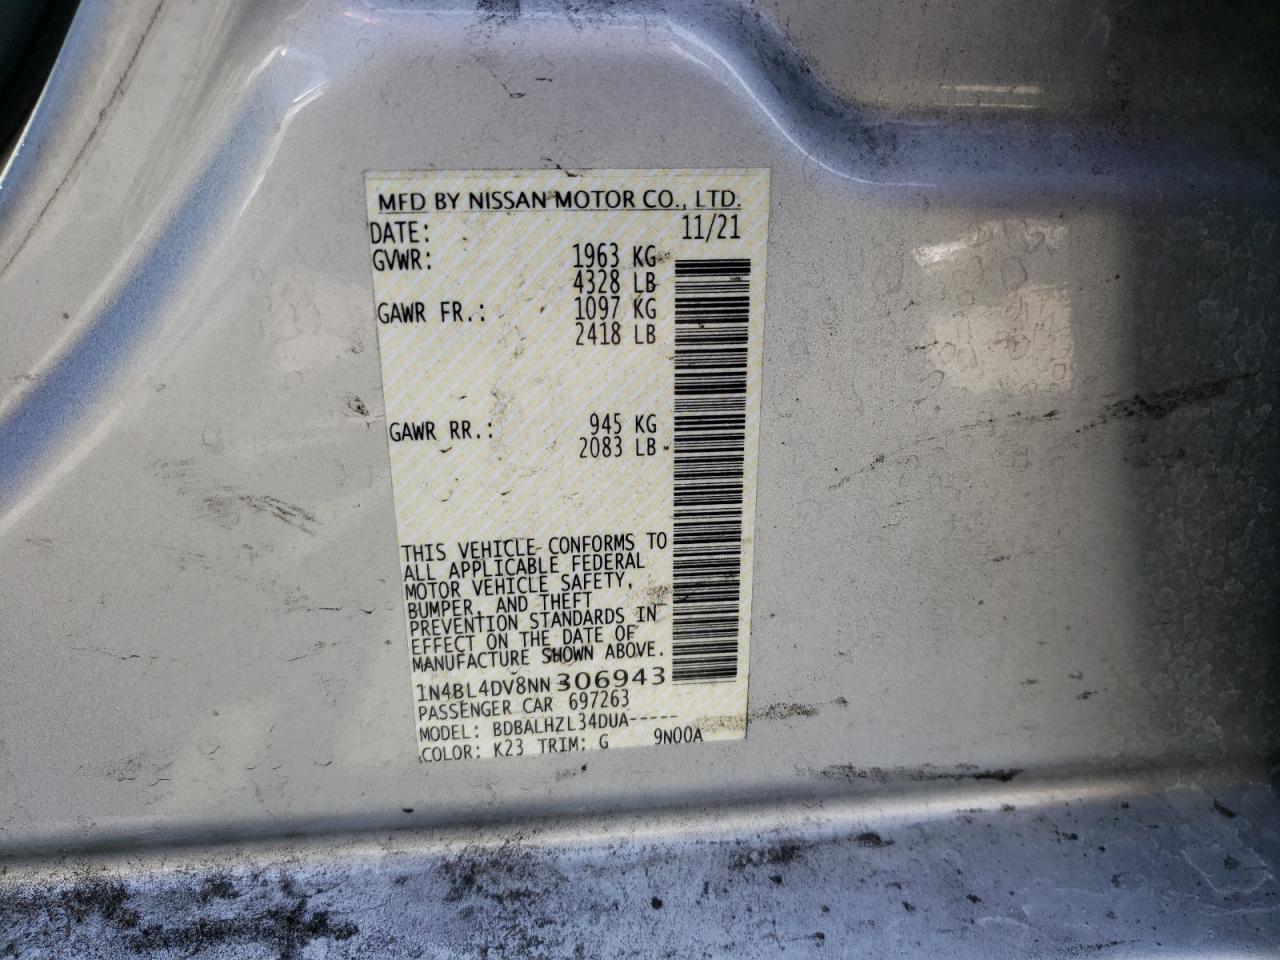 MFD BY NISSAN MOTOR CO., LTD.
DATE: 11/21
GVWR: 1963 KG
4328 LB
GAWR FR.: 1097 KG
2418 LB
GAWR RR.: 945 KG
2083 LB
THIS VEHICLE CONFORMS TO
ALL APPLICABLE FEDERAL
MOTOR VEHICLE SAFETY,
BUMPER, AND THEFT
PREVENTION STANDARDS IN
EFFECT ON THE DATE OF
MANUFACTURE SHOWN ABOVE.
1N4BL4DV8NN306943
PASSENGER CAR 697263
MODEL: BDBALHZL34DUA-----
COLOR: K23 TRIM: G 9N00A